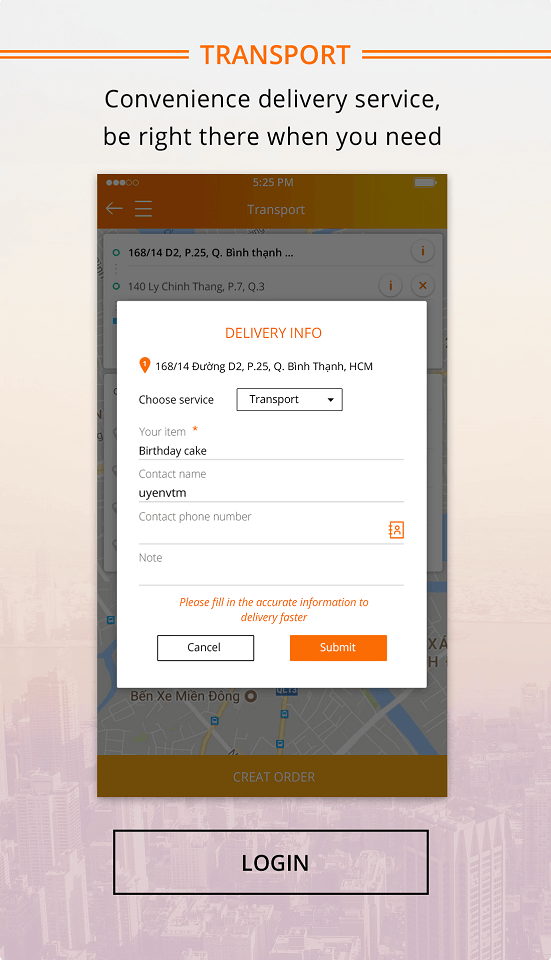 TRANSPORT
Convenience delivery service,
be right there when you need
5:25 PM
Transport
168/14 D2, P.25, Q. Bình thạnh ...
i
140 Ly Chinh Thang, P.7, Q.3
i
DELIVERY INFO
1
168/14 Đường D2, P.25, Q. Bình Thạnh, HCM
Choose service
Transport
Your item *
Birthday cake
Contact name
uyenvtm
Contact phone number
Note
Please fill in the accurate information to
delivery faster
Cancel
Submit
Bến Xe Miền Đông
QL13
CREAT ORDER
LOGIN